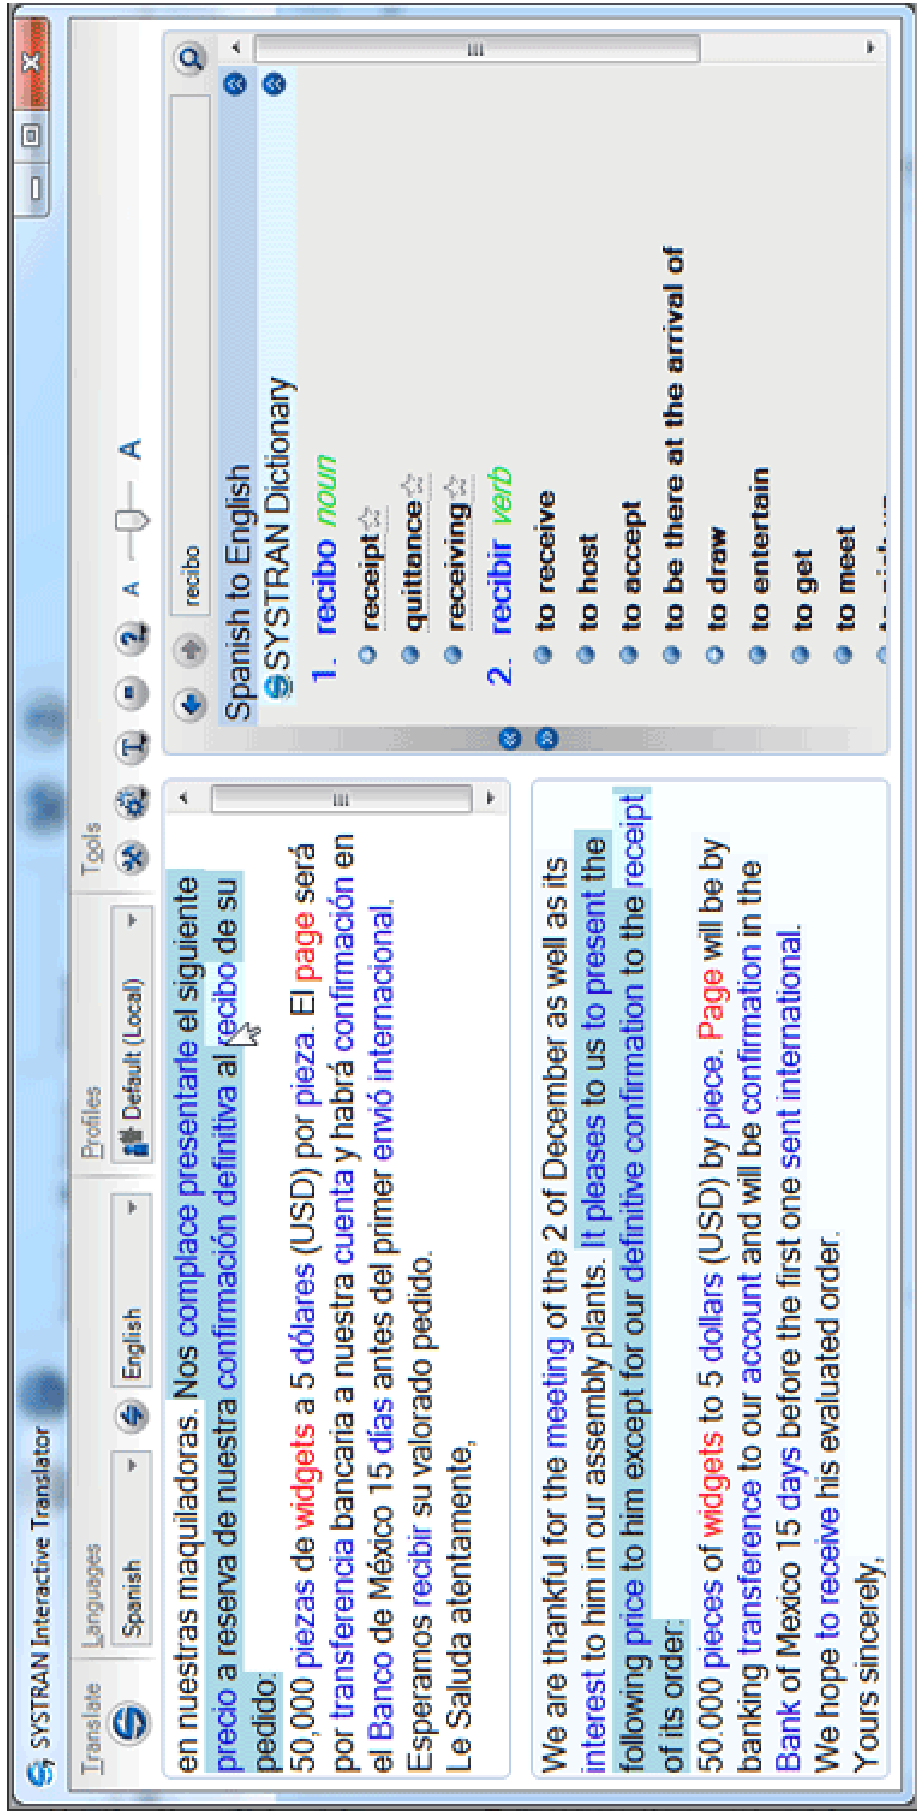 SYSTRAN Interactive Translator
Translate
Languages
Profiles
Tools
Spanish
English
Default (Local)
A
A
en nuestras maquiladoras. Nos complace presentarle el siguiente
precio a reserva de nuestra confirmación definitiva al recibo de su
pedido:
50,000 piezas de widgets a 5 dólares (USD) por pieza. El page será
por transferencia bancaria a nuestra cuenta y habrá confirmación en
el Banco de México 15 días antes del primer envió internacional.
Esperamos recibir su valorado pedido.
Le Saluda atentamente,
We are thankful for the meeting of the 2 of December as well as its
interest to him in our assembly plants. It pleases to us to present the
following price to him except for our definitive confirmation to the receipt
of its order:
50.000 pieces of widgets to 5 dollars (USD) by piece. Page will be by
banking transference to our account and will be confirmation in the
Bank of Mexico 15 days before the first one sent international.
We hope to receive his evaluated order.
Yours sincerely,
recibo
Spanish to English
SYSTRAN Dictionary
1. recibo noun
receipt
quittance
receiving
2. recibir verb
to receive
to host
to accept
to be there at the arrival of
to draw
to entertain
to get
to meet